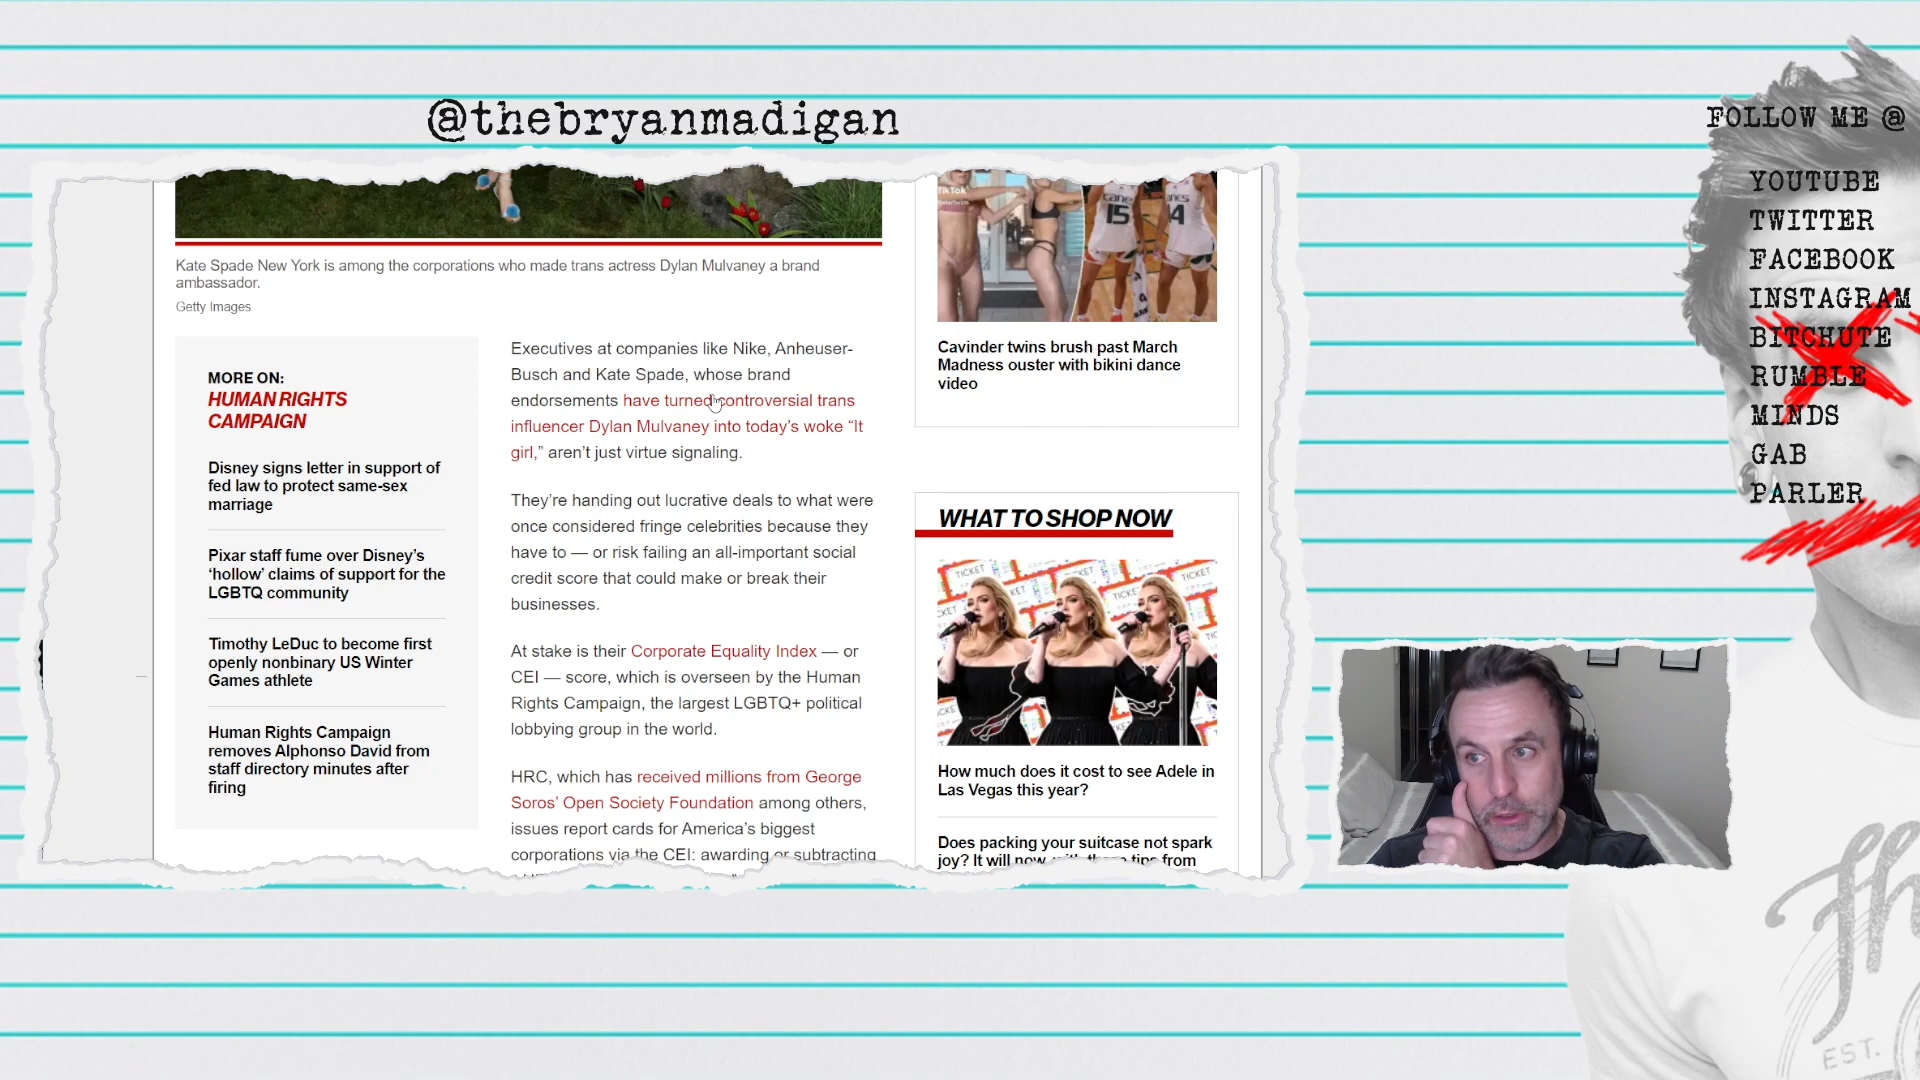 @thebryanmadigan
FOLLOW ME @
YOUTUBE
TWITTER
FACEBOOK
INSTAGRAM
BITCHUTE
RUMBLE
MINDS
GAB
PARLER
Kate Spade New York is among the corporations who made trans actress Dylan Mulvaney a brand
ambassador.
Getty Images
MORE ON:
HUMAN RIGHTS
CAMPAIGN
Disney signs letter in support of
fed law to protect same-sex
marriage
Pixar staff fume over Disney’s
‘hollow’ claims of support for the
LGBTQ community
Timothy LeDuc to become first
openly nonbinary US Winter
Games athlete
Human Rights Campaign
removes Alphonso David from
staff directory minutes after
firing
Executives at companies like Nike, Anheuser-
Busch and Kate Spade, whose brand
endorsements have turned controversial trans
influencer Dylan Mulvaney into today’s woke “It
girl,” aren’t just virtue signaling.
They’re handing out lucrative deals to what were
once considered fringe celebrities because they
have to — or risk failing an all-important social
credit score that could make or break their
businesses.
At stake is their Corporate Equality Index — or
CEI — score, which is overseen by the Human
Rights Campaign, the largest LGBTQ+ political
lobbying group in the world.
HRC, which has received millions from George
Soros’ Open Society Foundation among others,
issues report cards for America’s biggest
corporations via the CEI: awarding or subtracting
TikTok
15
14
Cavinder twins brush past March
Madness ouster with bikini dance
video
WHAT TO SHOP NOW
TICKET
TICKET
TICKET
How much does it cost to see Adele in
Las Vegas this year?
Does packing your suitcase not spark
joy? It will now, with these tips from
EST.